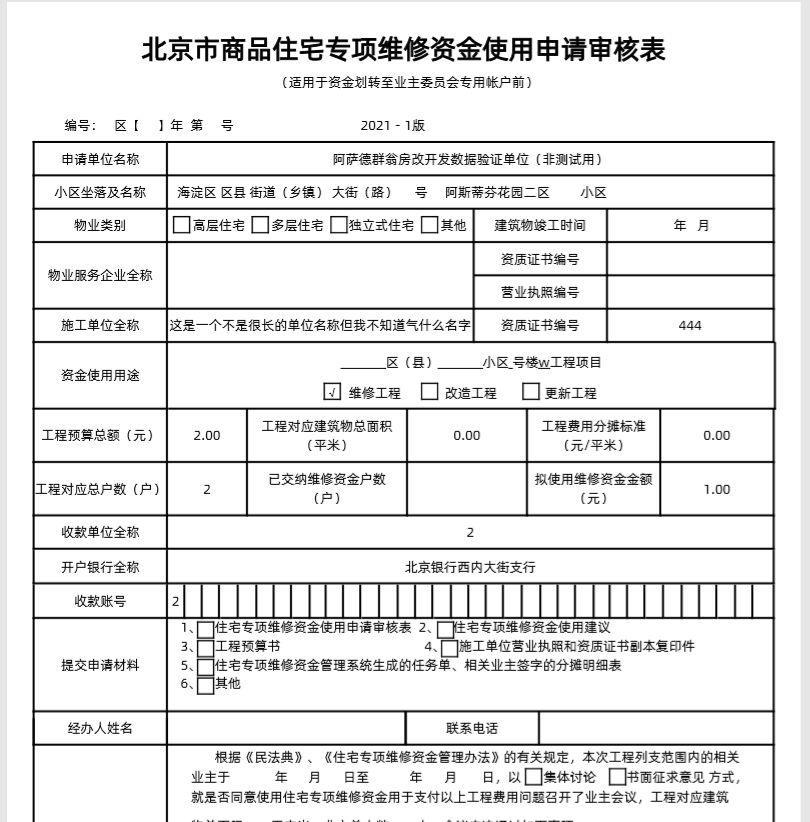 北京市商品住宅专项维修资金使用申请审核表
（适用于资金划转至业主委员会专用帐户前）
编号： 区【 】年 第 号 2021 - 1版
申请单位名称 阿萨德群翁房改开发数据验证单位（非测试用）
小区坐落及名称 海淀区 区县 街道（乡镇） 大街（路） 号 阿斯蒂芬花园二区 小区
物业类别 □高层住宅 □多层住宅 □独立式住宅 □其他 建筑物竣工时间 年 月
物业服务企业全称 资质证书编号
营业执照编号
施工单位全称 这是一个不是很长的单位名称但我不知道气什么名字 资质证书编号 444
资金使用用途 ______区（县）______小区_号楼w工程项目
√ 维修工程 □ 改造工程 □ 更新工程
工程预算总额（元） 2.00 工程对应建筑物总面积（平米） 0.00 工程费用分摊标准（元/平米） 0.00
工程对应总户数（户） 2 已交纳维修资金户数（户） 拟使用维修资金金额（元） 1.00
收款单位全称 2
开户银行全称 北京银行西内大街支行
收款账号 2
提交申请材料 1、□住宅专项维修资金使用申请审核表 2、□住宅专项维修资金使用建议
3、□工程预算书 4、□施工单位营业执照和资质证书副本复印件
5、□住宅专项维修资金管理系统生成的任务单、相关业主签字的分摊明细表
6、□其他
经办人姓名 联系电话
根据《民法典》、《住宅专项维修资金管理办法》的有关规定，本次工程列支范围内的相关
业主于 年 月 日至 年 月 日，以 □集体讨论 □书面征求意见 方式，
就是否同意使用住宅专项维修资金用于支付以上工程费用问题召开了业主会议，工程对应建筑